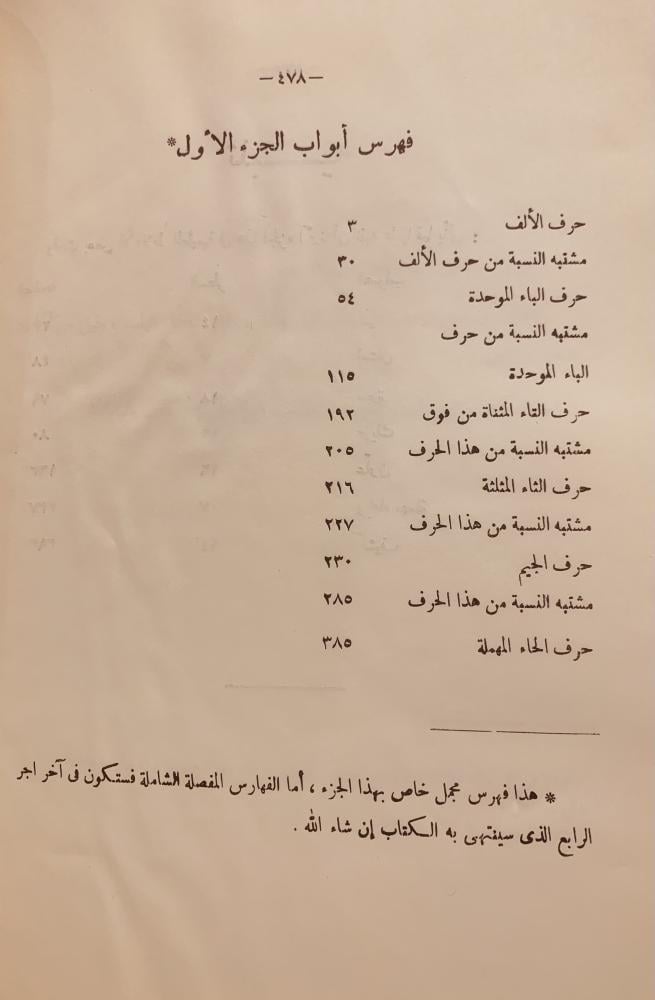 —٤٧٨—
فهرس أبواب الجزء الأول*
حرف الألف ٣
مشتبه النسبة من حرف الألف ٣٠
حرف الباء الموحدة ٥٤
مشتبه النسبة من حرف
الباء الموحدة ١١٥
حرف التاء المثناة من فوق ١٩٢
مشتبه النسبة من هذا الحرف ٢٠٥
حرف الثاء المثلثة ٢١٦
مشتبه النسبة من هذا الحرف ٢٢٧
حرف الجيم ٢٣٠
مشتبه النسبة من هذا الحرف ٢٨٥
حرف الحاء المهملة ٣٨٥
* هذا فهرس مجمل خاص بهذا الجزء ، أما الفهارس المفصلة الشاملة فستكون فى آخر
الرابع الذى سينتهى به الكتاب إن شاء الله .